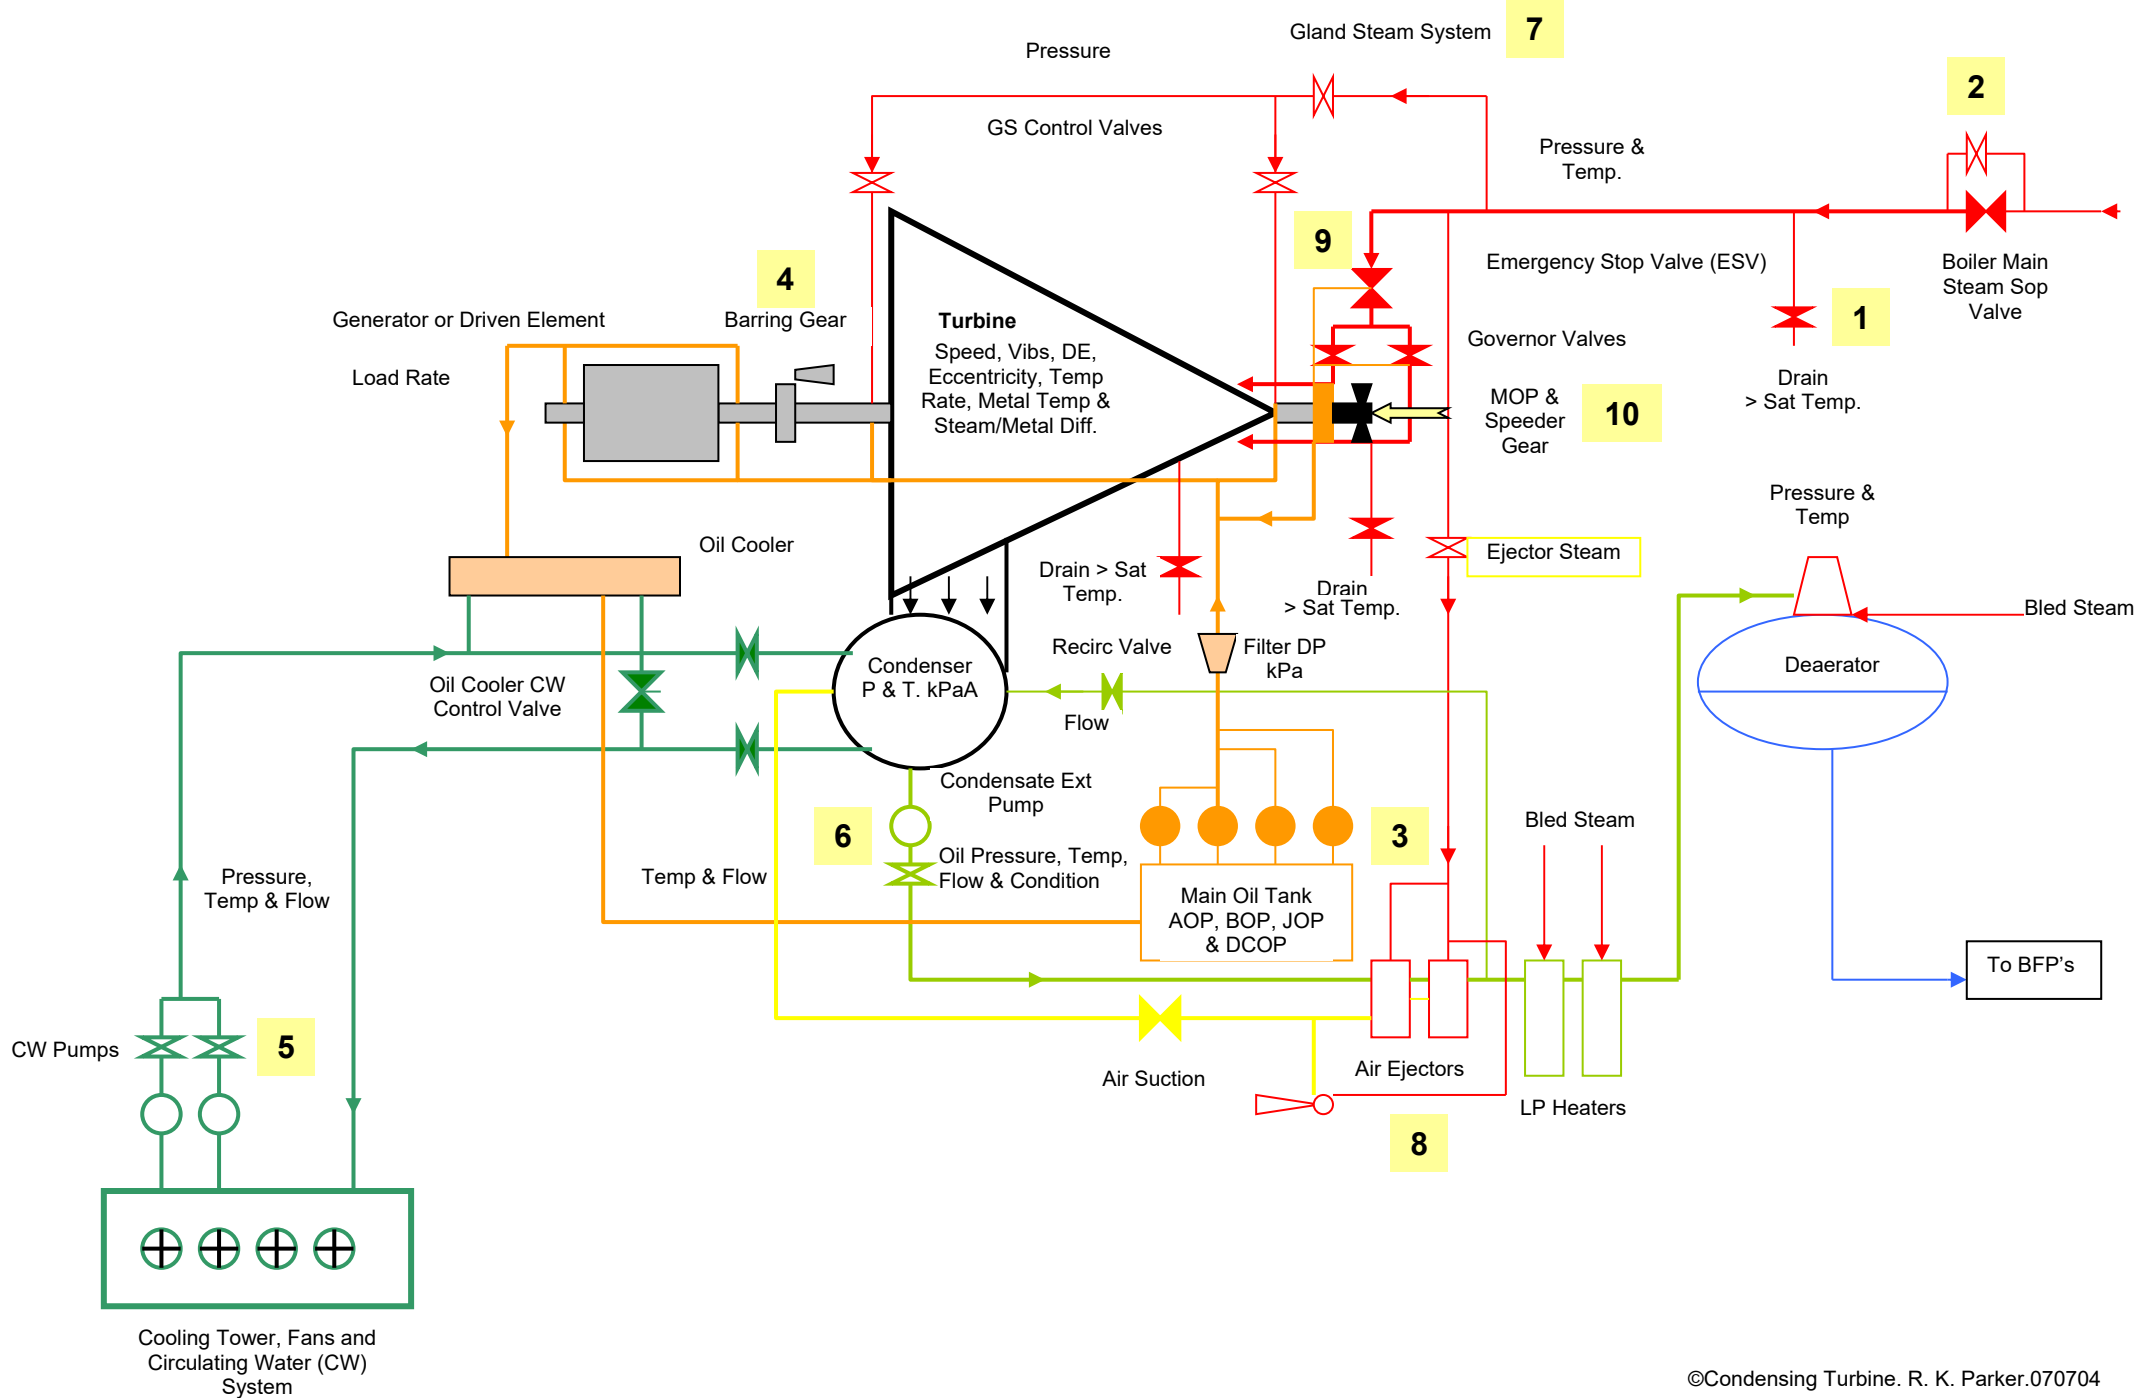 Gland Steam System
7
Pressure
2
GS Control Valves
Pressure &
Temp.
9
4
Emergency Stop Valve (ESV)
Boiler Main
Steam Sop
Valve
1
Generator or Driven Element
Barring Gear
Turbine
Speed, Vibs, DE,
Eccentricity, Temp
Rate, Metal Temp &
Steam/Metal Diff.
Governor Valves
Load Rate
Drain
> Sat Temp.
MOP &
Speeder
Gear
10
Pressure &
Temp
Oil Cooler
Drain > Sat
Temp.
Drain
> Sat Temp.
Ejector Steam
Bled Steam
Recirc Valve
Filter DP
kPa
Condenser
P & T. kPaA
Deaerator
Oil Cooler CW
Control Valve
Flow
Condensate Ext
Pump
6
3
Bled Steam
Oil Pressure, Temp,
Flow & Condition
Temp & Flow
Pressure,
Temp & Flow
Main Oil Tank
AOP, BOP, JOP
& DCOP
To BFP's
CW Pumps
5
Air Suction
Air Ejectors
LP Heaters
8
Cooling Tower, Fans and
Circulating Water (CW)
System
©Condensing Turbine. R. K. Parker.070704